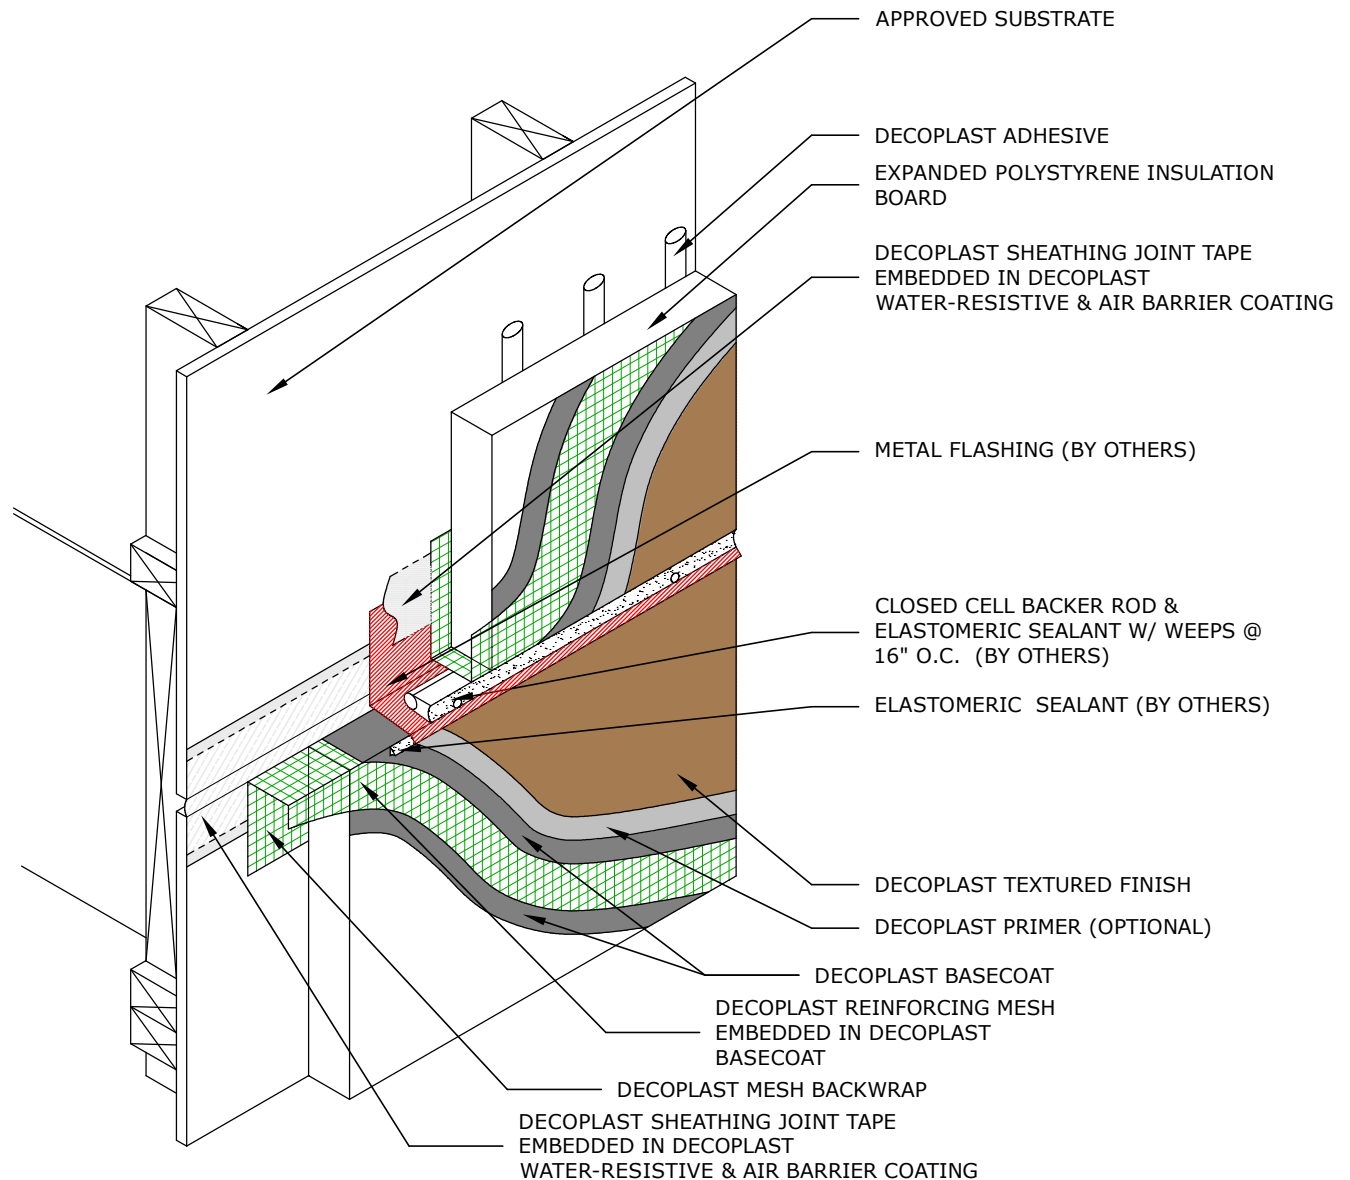 APPROVED SUBSTRATE
DECOPLAST ADHESIVE
EXPANDED POLYSTYRENE INSULATION
BOARD
DECOPLAST SHEATHING JOINT TAPE
EMBEDDED IN DECOPLAST
WATER-RESISTIVE & AIR BARRIER COATING
METAL FLASHING (BY OTHERS)
CLOSED CELL BACKER ROD &
ELASTOMERIC SEALANT W/ WEEPS @
16" O.C. (BY OTHERS)
ELASTOMERIC SEALANT (BY OTHERS)
DECOPLAST TEXTURED FINISH
DECOPLAST PRIMER (OPTIONAL)
DECOPLAST BASECOAT
DECOPLAST REINFORCING MESH
EMBEDDED IN DECOPLAST
BASECOAT
DECOPLAST MESH BACKWRAP
DECOPLAST SHEATHING JOINT TAPE
EMBEDDED IN DECOPLAST
WATER-RESISTIVE & AIR BARRIER COATING